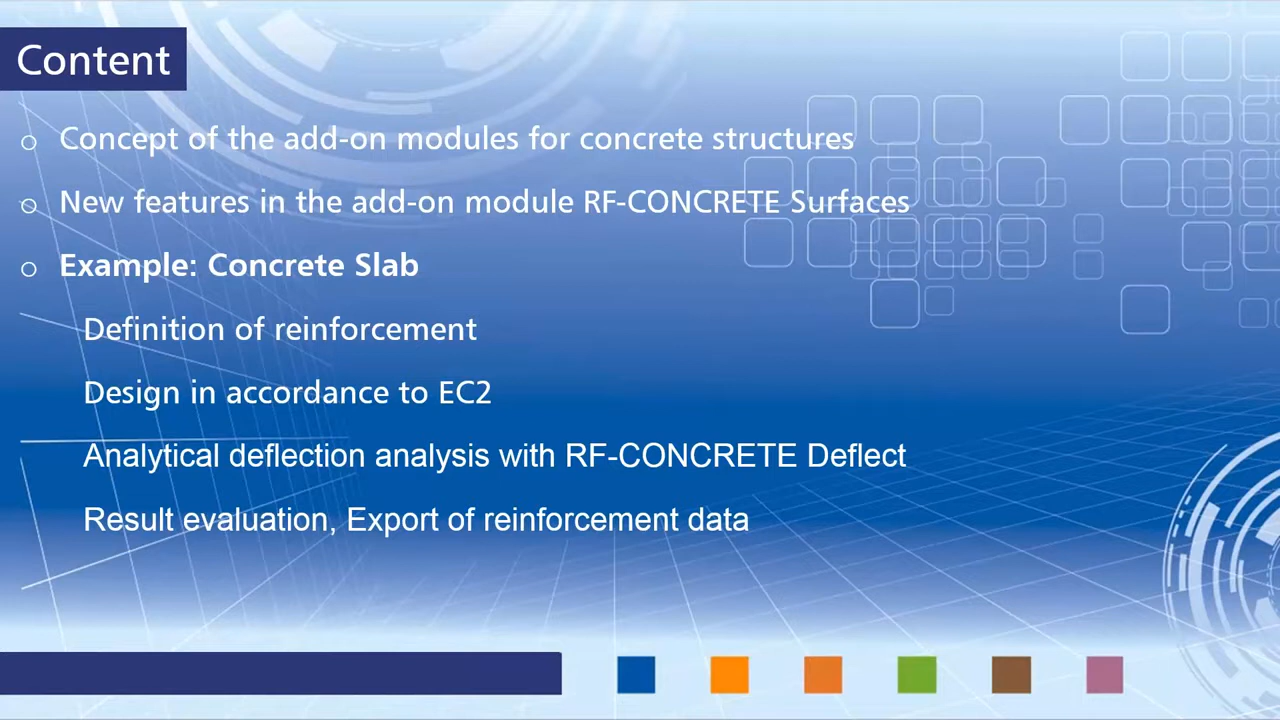 Content
Concept of the add-on modules for concrete structures
New features in the add-on module RF-CONCRETE Surfaces
Example: Concrete Slab
Definition of reinforcement
Design in accordance to EC2
Analytical deflection analysis with RF-CONCRETE Deflect
Result evaluation, Export of reinforcement data